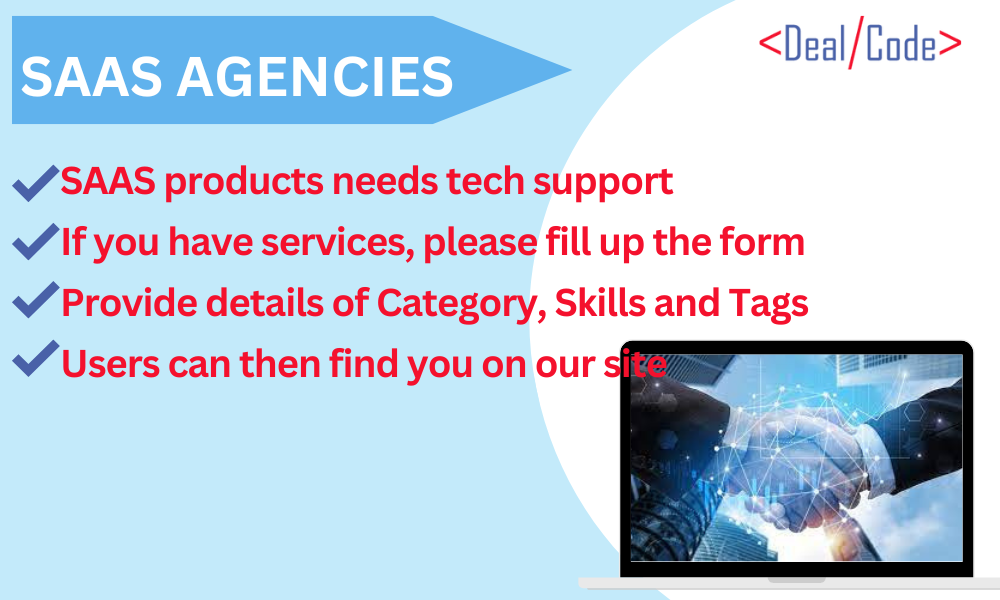 SAAS AGENCIES
<Deal/Code>
SAAS products needs tech support
If you have services, please fill up the form
Provide details of Category, Skills and Tags
Users can then find you on our site